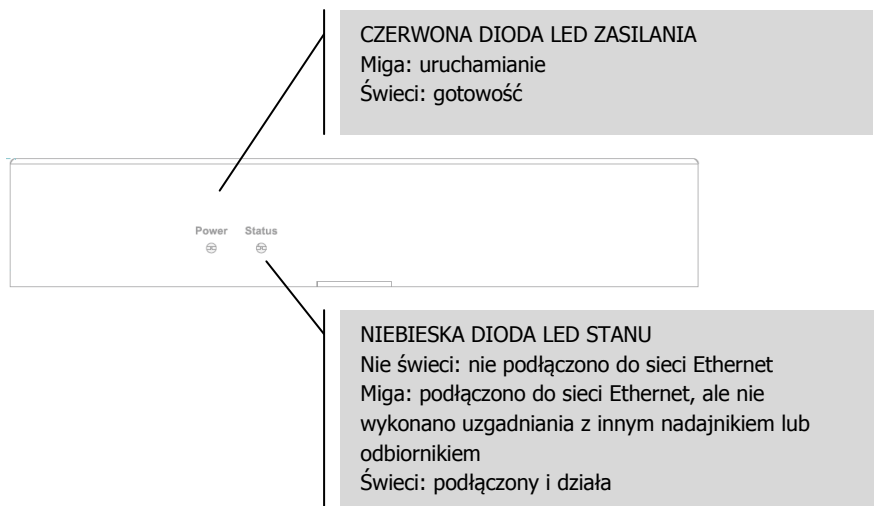 CZERWONA DIODA LED ZASILANIA
Miga: uruchamianie
Świeci: gotowość
Power Status
NIEBIESKA DIODA LED STANU
Nie świeci: nie podłączono do sieci Ethernet
Miga: podłączono do sieci Ethernet, ale nie
wykonano uzgadniania z innym nadajnikiem lub
odbiornikiem
Świeci: podłączony i działa